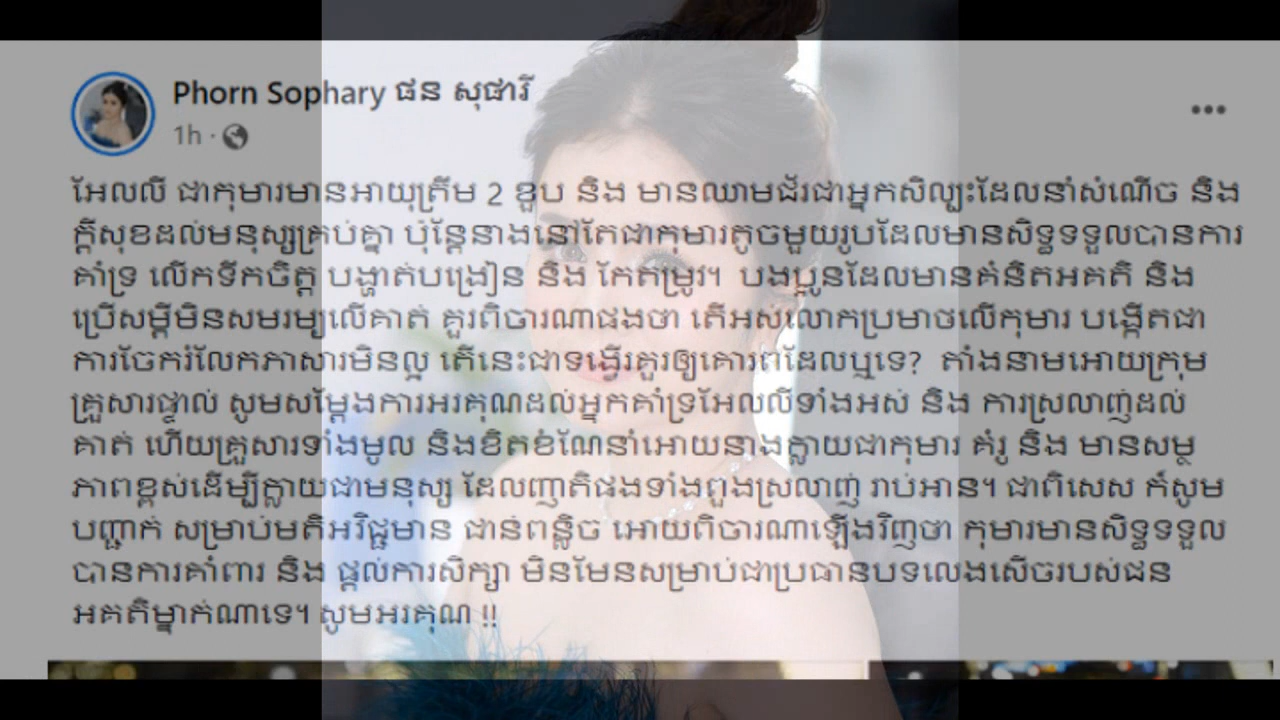 Phorn Sophary ផន សុផារី
1h ·
អែលលី ជាកុមារមានអាយុត្រឹម 2 ខួប និង មានឈាមជ័រជាអ្នកសិល្បះដែលនាំសំណើច និង
ក្តីសុខដល់មនុស្សគ្រប់គ្នា ប៉ុន្តែនាងនៅតែជាកុមារតូចមួយរូបដែលមានសិទ្ធទទួលបានការ
គាំទ្រ លើកទឹកចិត្ត បង្ហាត់បង្រៀន និង កែតម្រូវ។ បងប្អូនដែលមានគំនិតអគតិ និង
ប្រើសម្តីមិនសមរម្យលើគាត់ គួរពិចារណាផងថា តើអស់លោកប្រមាថលើកុមារ បង្កើតជា
ការចែករំលែកភាសារមិនល្អ តើនេះជាទង្វើរគួរឲ្យគោរពដែលឬទេ? តាំងនាមអោយក្រុម
គ្រួសារផ្ទាល់ សូមសម្តែងការអរគុណដល់អ្នកគាំទ្រអែលលីទាំងអស់ និង ការស្រលាញ់ដល់
គាត់ ហើយគ្រួសារទាំងមូល និងខិតខំណែនាំអោយនាងក្លាយជាកុមារ គំរូ និង មានសម្ថ
ភាពខ្ពស់ដើម្បីក្លាយជាមនុស្ស ដែលញាតិផងទាំងពួងស្រលាញ់ រាប់អាន។ ជាពិសេស ក៏សូម
បញ្ជាក់ សម្រាប់មតិអវិជ្ជមាន ជាន់ពន្លិច អោយពិចារណាឡើងវិញថា កុមារមានសិទ្ធទទួល
បានការគាំពារ និង ផ្តល់ការសិក្សា មិនមែនសម្រាប់ជាប្រធានបទលេងសើចរបស់ជន
អគតិម្នាក់ណាទេ។ សូមអរគុណ !!